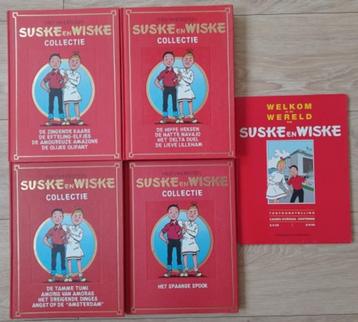 SUSKE EN WISKE
COLLECTIE
DE ZINGENDE KAARS
DE EFTELING-ELFJES
DE AMOUREUZE AMAZONE
DE OLIJKE OLIFANT
SUSKE EN WISKE
COLLECTIE
DE HIPPE HEKSEN
DE NATTE NAVAJO
HET DELTA DUEL
DE LIEVE LILLEHAM
WELKOM
WERELD
SUSKE EN WISKE
TENTOONSTELLING
SUSKE EN WISKE
COLLECTIE
DE TAMME TUMI
AMORIS VAN AMORAS
HET DREIGENDE DINGES
ANGST OP DE "AMSTERDAM"
SUSKE EN WISKE
COLLECTIE
HET SPAANSE SPOOK